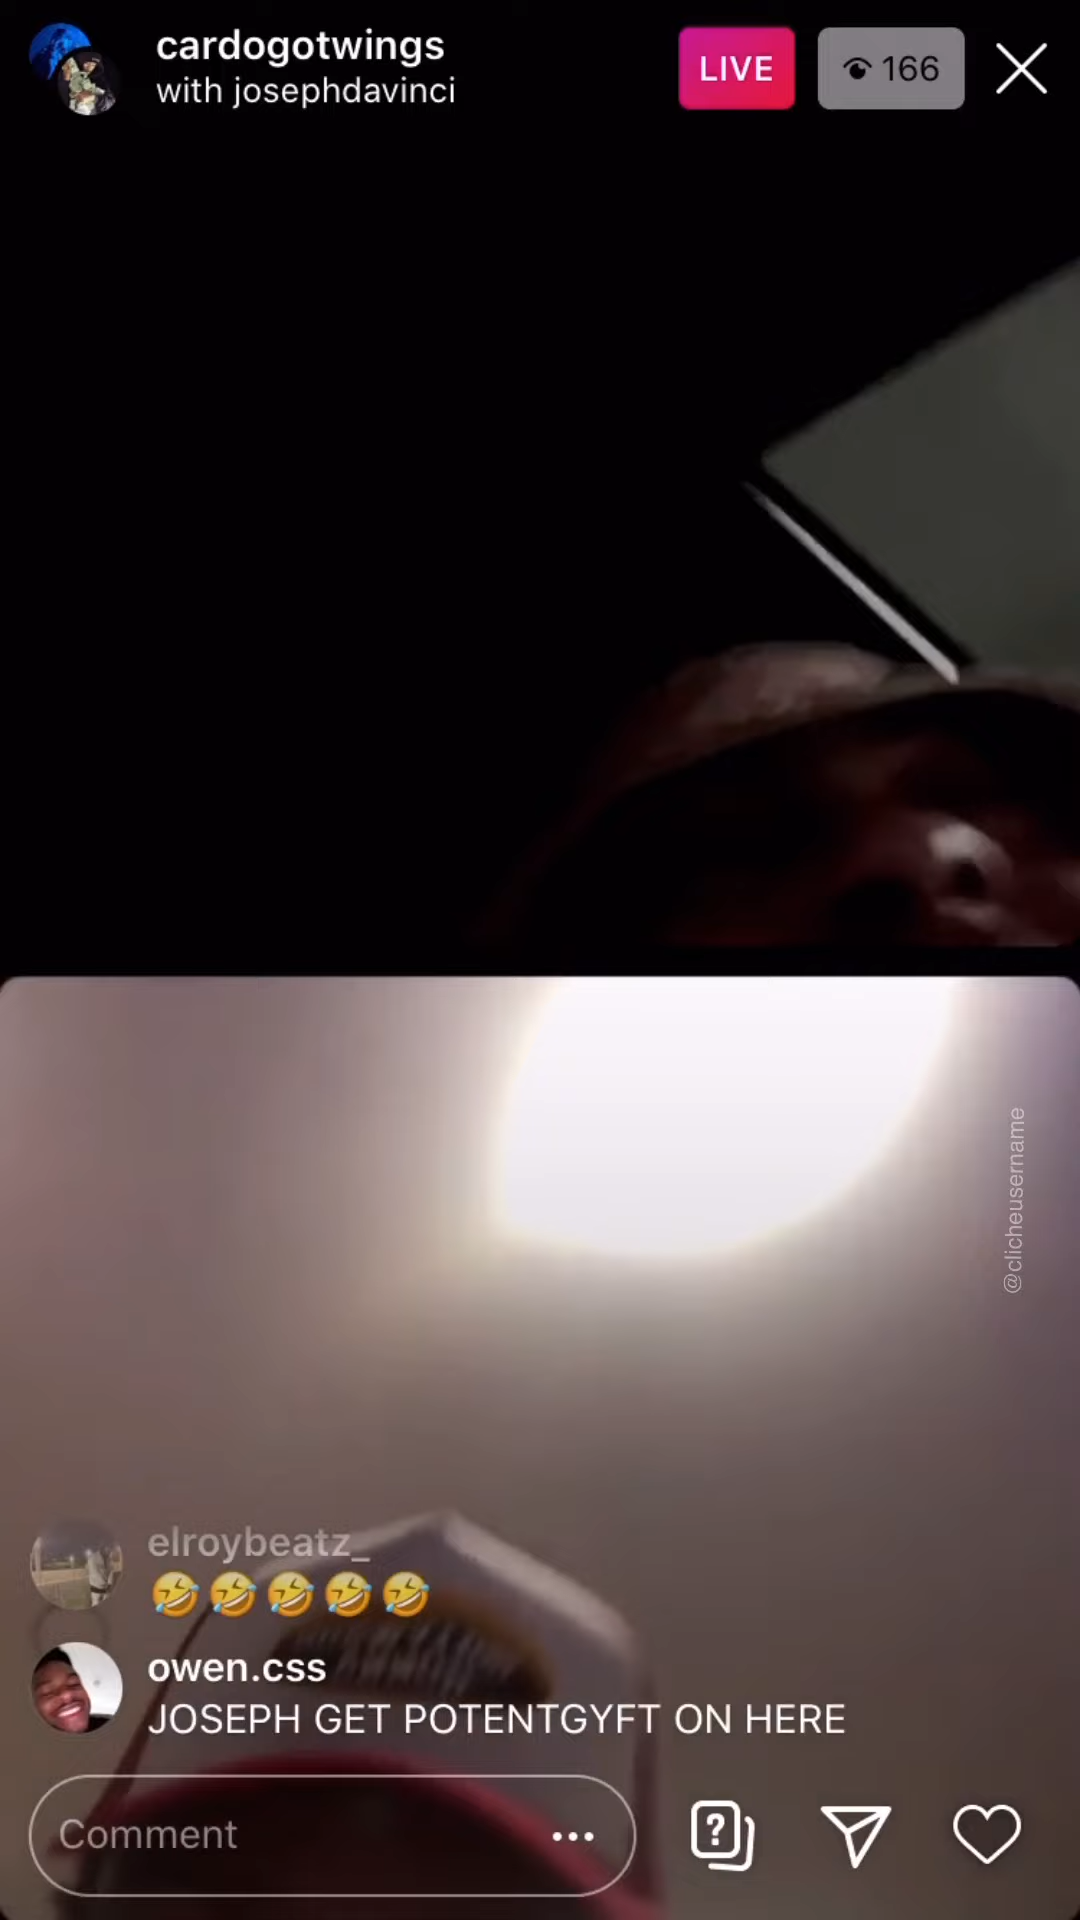 cardogotwings
with josephdavinci
LIVE
166
@clicheusername
elroybeatz_
🤣🤣🤣🤣🤣
owen.css
JOSEPH GET POTENTGYFT ON HERE
Comment